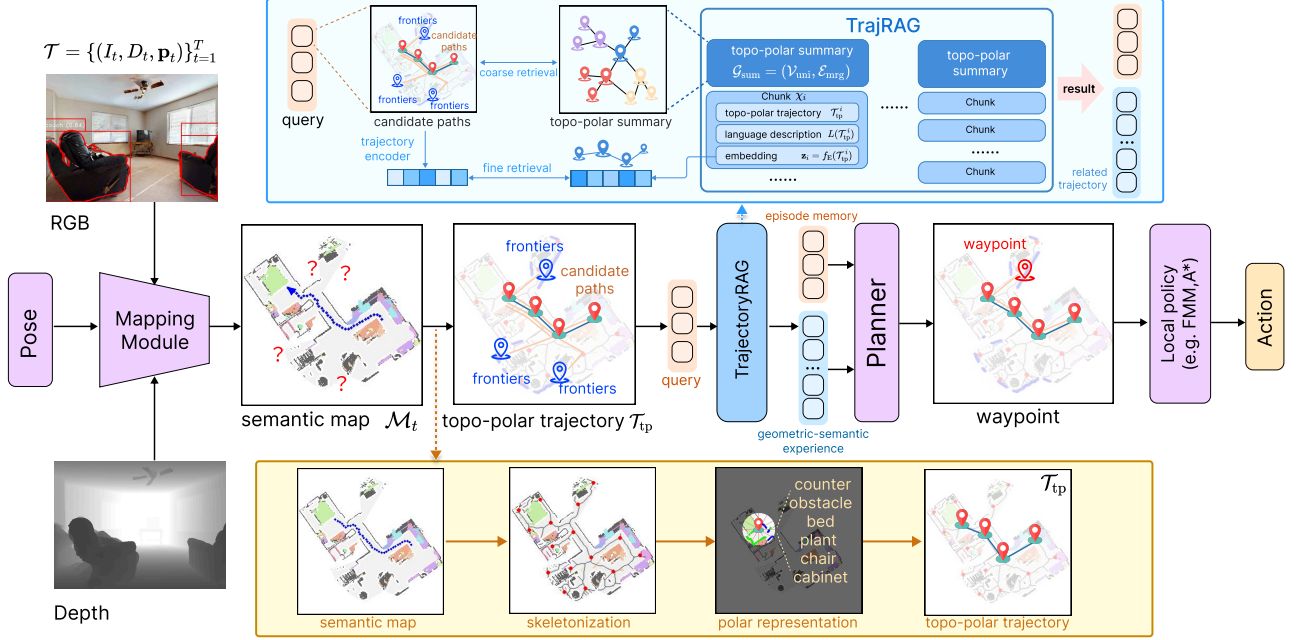 𝒯 = {(I_t, D_t, p_t)}_{t=1}^T
RGB
Pose
Mapping
Module
Depth
query
frontiers
candidate
paths
frontiers
frontiers
candidate paths
coarse retrieval
topo-polar summary
trajectory
encoder
fine retrieval
TrajRAG
topo-polar summary
𝒢_sum = (𝒱_uni, ℰ_mrg)
Chunk χ_i
topo-polar trajectory 𝒯_tp^i
language description L(𝒯_tp^i)
embedding z_i = f_E(𝒯_tp^i)
......
......
topo-polar
summary
Chunk
Chunk
......
Chunk
result
related
trajectory
?
?
?
?
semantic map ℳ_t
frontiers
candidate
paths
frontiers
frontiers
topo-polar trajectory 𝒯_tp
query
TrajectoryRAG
episode memory
geometric-semantic
experience
Planner
waypoint
waypoint
Local policy
(e.g. FMM,A*)
Action
semantic map
skeletonization
counter
obstacle
bed
plant
chair
cabinet
polar representation
𝒯_tp
topo-polar trajectory